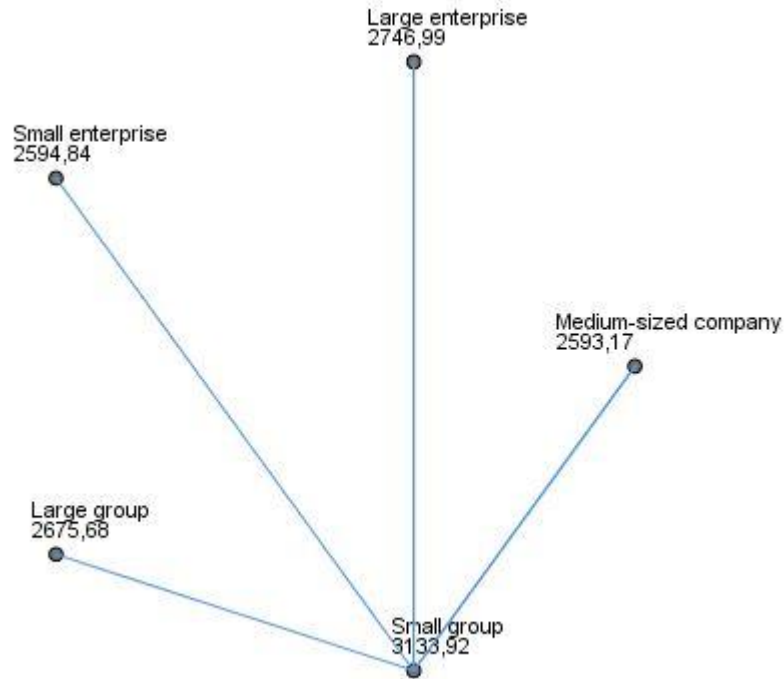 Large enterprise
2746,99
Small enterprise
2594,84
Medium-sized company
2593,17
Large group
2675,68
Small group
3133,92